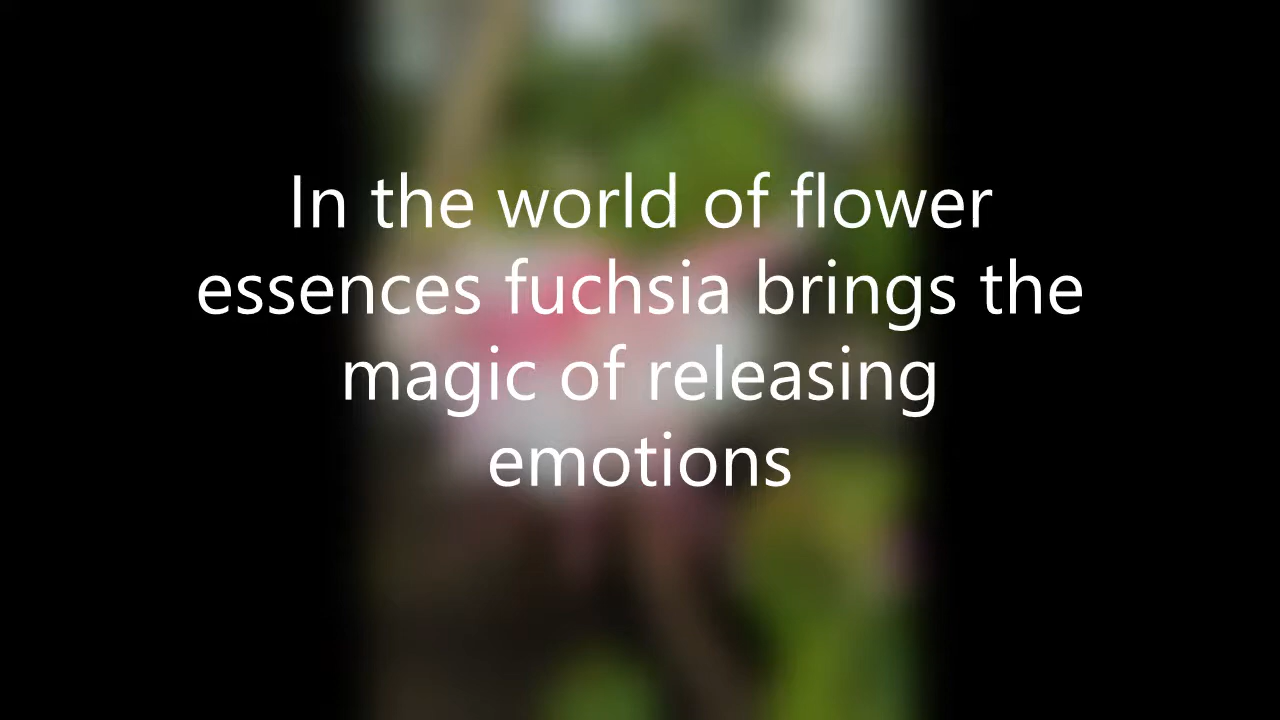 In the world of flower
essences fuchsia brings the
magic of releasing
emotions